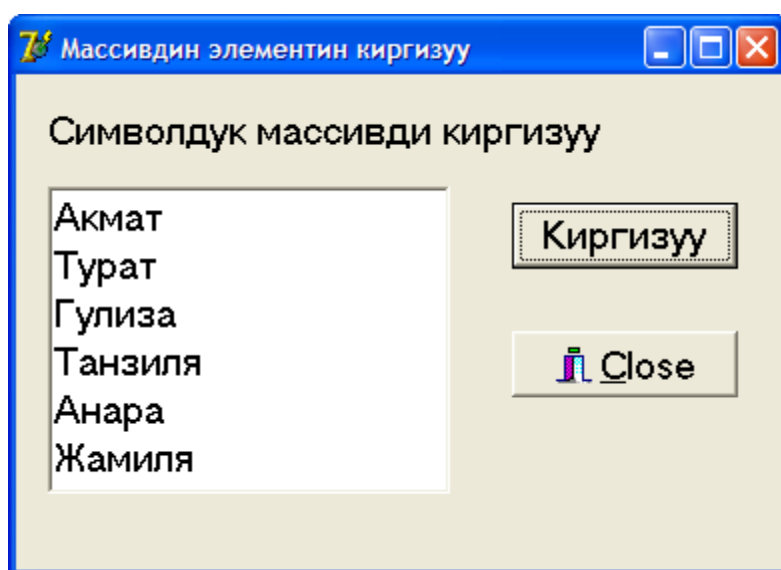 Массивдин элементин киргизуу
Символдук массивди киргизуу
Акмат
Турат
Гулиза
Танзиля
Анара
Жамиля
Киргизуу
Close